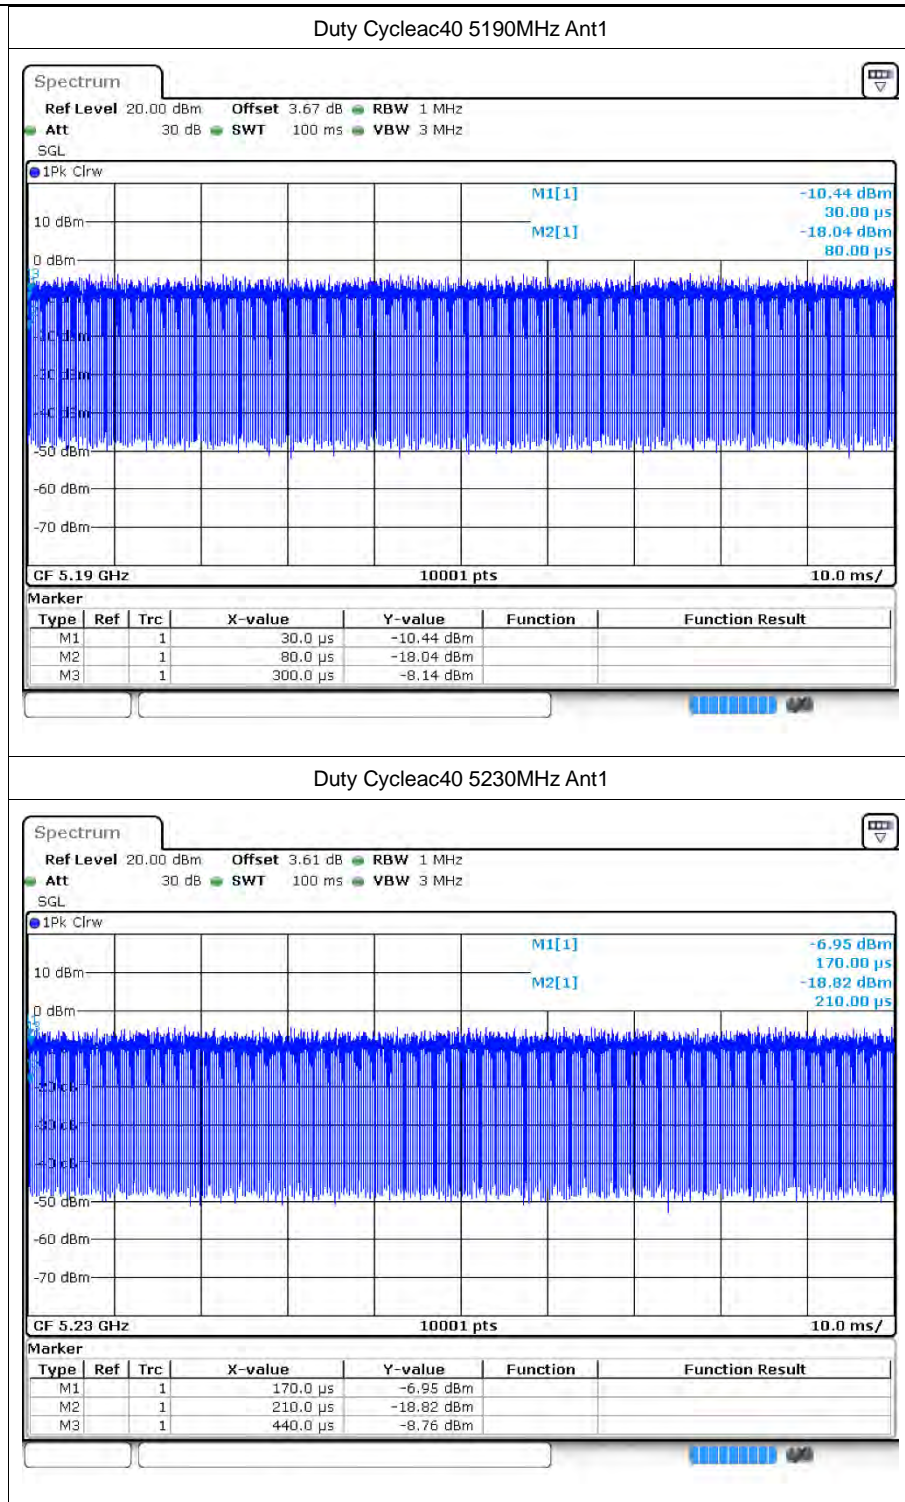 Duty Cycleac40 5190MHz Ant1
Spectrum
Ref Level 20.00 dBm Offset 3.67 dB RBW 1 MHz
Att 30 dB SWT 100 ms VBW 3 MHz
SGL
1Pk Clrw
M1[1] -10.44 dBm
30.00 µs
10 dBm
M2[1] -18.04 dBm
80.00 µs
0 dBm
-50 dBm
-60 dBm
-70 dBm
CF 5.19 GHz 10001 pts 10.0 ms/
Marker
Type Ref Trc X-value Y-value Function Function Result
M1 1 30.0 µs -10.44 dBm
M2 1 80.0 µs -18.04 dBm
M3 1 300.0 µs -8.14 dBm
Duty Cycleac40 5230MHz Ant1
Spectrum
Ref Level 20.00 dBm Offset 3.61 dB RBW 1 MHz
Att 30 dB SWT 100 ms VBW 3 MHz
SGL
1Pk Clrw
M1[1] -6.95 dBm
170.00 µs
10 dBm
M2[1] -18.82 dBm
210.00 µs
0 dBm
-50 dBm
-60 dBm
-70 dBm
CF 5.23 GHz 10001 pts 10.0 ms/
Marker
Type Ref Trc X-value Y-value Function Function Result
M1 1 170.0 µs -6.95 dBm
M2 1 210.0 µs -18.82 dBm
M3 1 440.0 µs -8.76 dBm